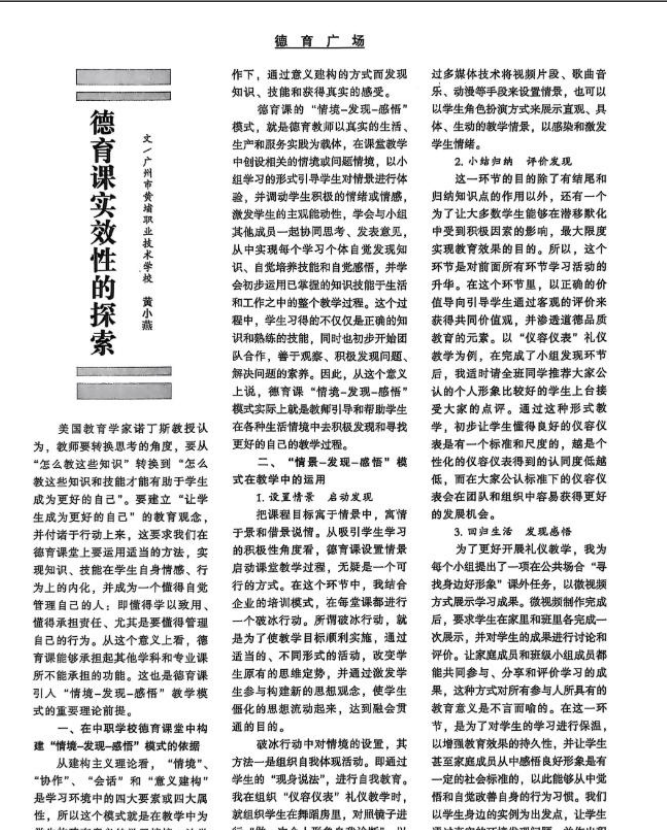 德育广场
德育课实效性的探索
文/广州市黄埔职业技术学校 黄小燕
美国教育学家诺丁斯教授认
为，教师要转换思考的角度，要从
“怎么教这些知识”转换到“怎么
教这些知识和技能才能有助于学生
成为更好的自己”。要建立“让学
生成为更好的自己”的教育观念，
并付诸于行动上来，这要求我们在
德育课堂上要运用适当的方法，实
现知识、技能在学生自身情感、行
为上的内化，并成为一个懂得自觉
管理自己的人；即懂得学以致用、
懂得承担责任、尤其是要懂得管理
自己的行为。从这个意义上看，德
育课能够承担起其他学科和专业课
所不能承担的功能。这也是德育课
引入“情境-发现-感悟”教学模
式的重要理论前提。
一、在中职学校德育课堂中构
建“情境-发现-感悟”模式的依据
从建构主义理论看，“情境”、
“协作”、“会话”和“意义建构”
是学习环境中的四大要素或四大属
性，所以这个模式就是在教学中为
作下，通过意义建构的方式而发现
知识、技能和获得真实的感受。
德育课的“情境-发现-感悟”
模式，就是德育教师以真实的生活、
生产和服务实践为载体，在课堂教学
中创设相关的情境或问题情境，以小
组学习的形式引导学生对情景进行体
验，并调动学生积极的情绪或情感，
激发学生的主观能动性，学会与小组
其他成员一起协同思考、发表意见，
从中实现每个学习个体自觉发现知
识、自觉培养技能和自觉感悟，并学
会初步运用已掌握的知识技能于生活
和工作之中的整个教学过程。这个过
程中，学生习得的不仅仅是正确的知
识和熟练的技能，同时也初步开始团
队合作，善于观察、积极发现问题、
解决问题的素养。因此，从这个意义
上说，德育课“情境-发现-感悟”
模式实际上就是教师引导和帮助学生
在各种生活情境中去积极发现和寻找
更好的自己的教学过程。
二、“情景-发现-感悟”模
式在教学中的运用
1.设置情景 启动发现
把课程目标寓于情景中，寓情
于景和借景说情。从吸引学生学习
的积极性角度看，德育课设置情景
启动课堂教学过程，无疑是一个可
行的方式。在这个环节中，我结合
企业的培训模式，在每堂课都进行
一个破冰行动。所谓破冰行动，就
是为了使教学目标顺利实施，通过
适当的、不同形式的活动，改变学
生原有的思维定势，并通过激发学
生参与构建新的思想观念，使学生
僵化的思想流动起来，达到融会贯
通的目的。
破冰行动中对情境的设置，其
方法一是组织自我体观活动。即通过
学生的“现身说法”，进行自我教育。
我在组织“仪容仪表”礼仪教学时，
就组织学生在舞蹈房里，对照镜子进
过多媒体技术将视频片段、歌曲音
乐、动漫等手段来设置情景，也可以
以学生角色扮演方式来展示直观、具
体、生动的教学情景，以感染和激发
学生情绪。
2.小结归纳 评价发现
这一环节的目的除了有结尾和
归纳知识点的作用以外，还有一个
为了让大多数学生能够在潜移默化
中受到积极因素的影响，最大限度
实现教育效果的目的。所以，这个
环节是对前面所有环节学习活动的
升华。在这个环节里，以正确的价
值导向引导学生通过客观的评价来
获得共同价值观，并渗透道德品质
教育的元素。以“仪容仪表”礼仪
教学为例，在完成了小组发现环节
后，我适时请全班同学推荐大家公
认的个人形象比较好的学生上台接
受大家的点评。通过这种形式教
学，初步让学生懂得良好的仪容仪
表是有一个标准和尺度的，越是个
性化的仪容仪表得到的认同度低越
低，而在大家公认标准下的仪容仪
表会在团队和组织中容易获得更好
的发展机会。
3.回归生活 发现感悟
为了更好开展礼仪教学，我为
每个小组提出了一项在公共场合“寻
找身边好形象”课外任务，以微视频
方式展示学习成果。微视频制作完成
后，要求学生在家里和班里各完成一
次展示，并对学生的成果进行讨论和
评价。让家庭成员和班级小组成员都
能共同参与、分享和评价学习的成
果，这种方式对所有参与人所具有的
教育意义是不言而喻的。在这一环
节，是为了对学生的学习进行保温，
以增强教育效果的持久性，并让学生
甚至家庭成员从中感悟良好形象是有
一定的社会标准的，以此能够从中觉
悟和自觉改善自身的行为习惯。我们
以学生身边的实例为出发点，让学生